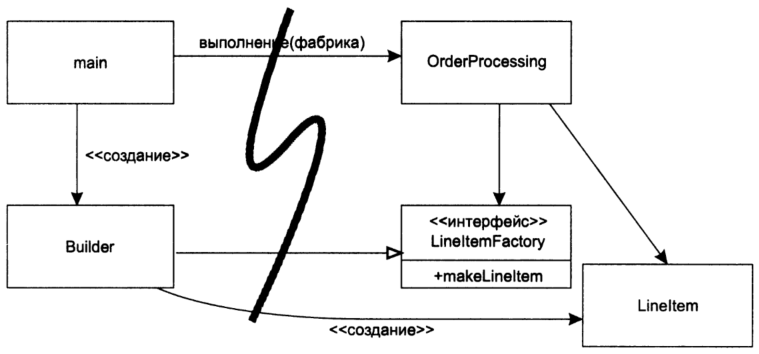 выполнение(фабрика)
main
OrderProcessing
<<создание>>
Builder
<<интерфейс>>
LineItemFactory
+makeLineItem
LineItem
<<создание>>